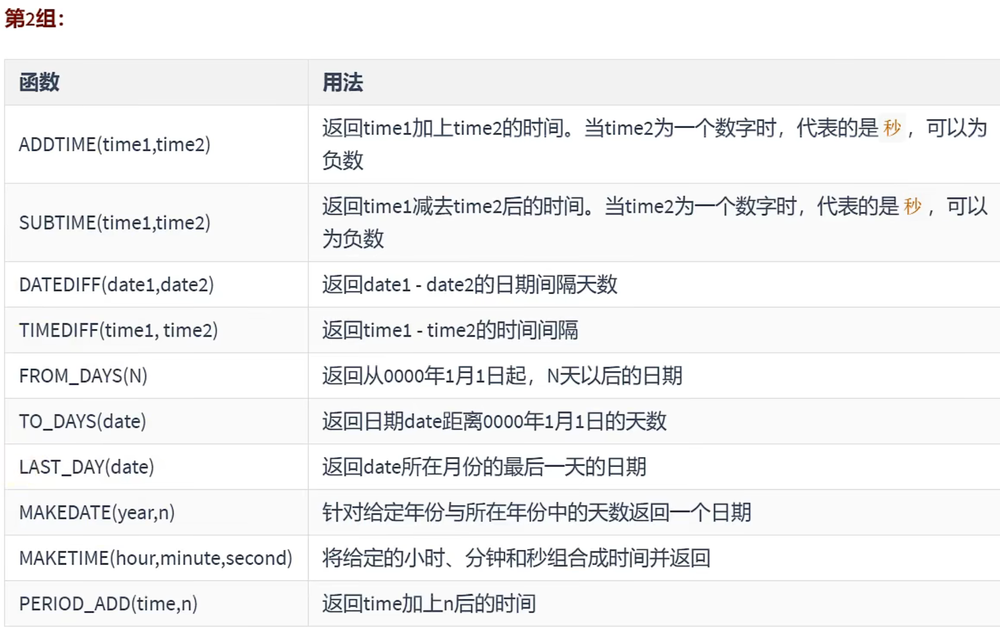 第2组：
函数 用法
ADDTIME(time1,time2) 返回time1加上time2的时间。当time2为一个数字时，代表的是 秒 ，可以为
负数
SUBTIME(time1,time2) 返回time1减去time2后的时间。当time2为一个数字时，代表的是 秒 ，可以
为负数
DATEDIFF(date1,date2) 返回date1 - date2的日期间隔天数
TIMEDIFF(time1, time2) 返回time1 - time2的时间间隔
FROM_DAYS(N) 返回从0000年1月1日起，N天以后的日期
TO_DAYS(date) 返回日期date距离0000年1月1日的天数
LAST_DAY(date) 返回date所在月份的最后一天的日期
MAKEDATE(year,n) 针对给定年份与所在年份中的天数返回一个日期
MAKETIME(hour,minute,second) 将给定的小时、分钟和秒组合成时间并返回
PERIOD_ADD(time,n) 返回time加上n后的时间